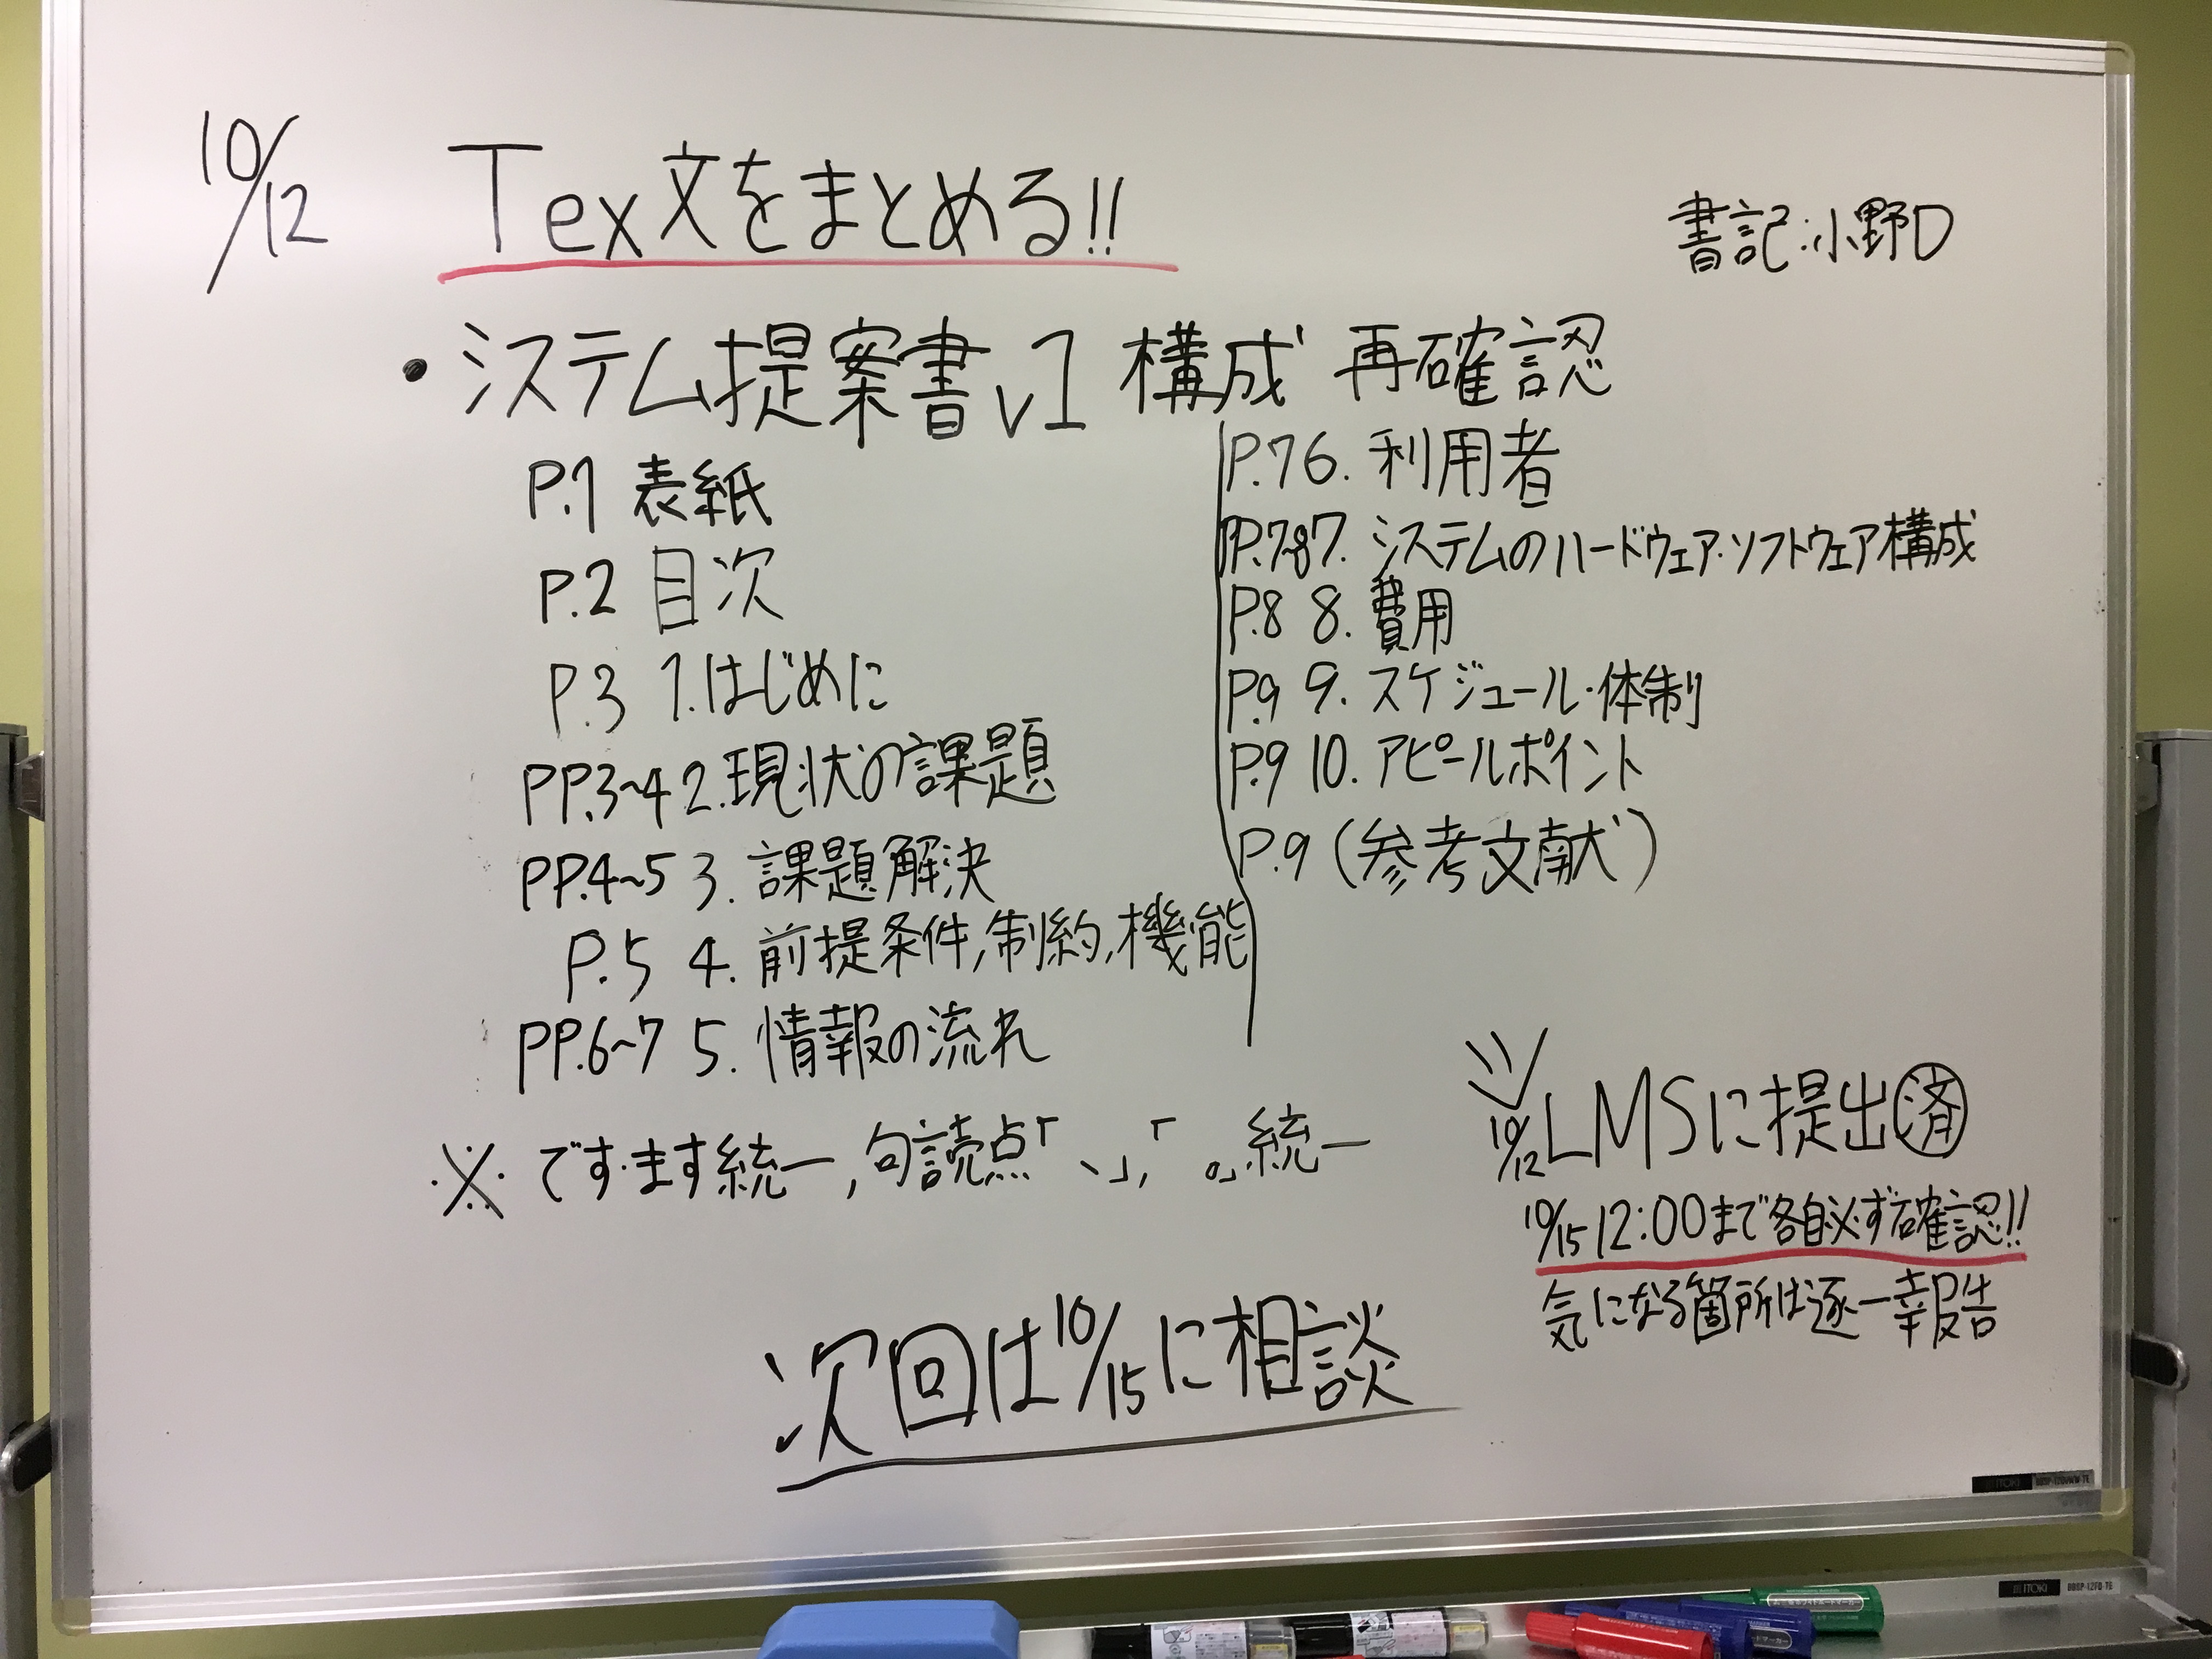 10/12
Tex文をまとめる!!
書記:小野D
・システム提案書v1 構成 再確認
P.1 表紙
P.2 目次
P.3 1.はじめに
PP.3~4 2.現状の課題
PP.4~5 3.課題解決
P.5 4.前提条件,制約,機能
PP.6~7 5.情報の流れ
P.7 6.利用者
PP.7~8 7.システムのハードウェア・ソフトウェア構成
P.8 8.費用
P.9 9.スケジュール・体制
P.9 10.アピールポイント
P.9 (参考文献)
※です・ます統一,句読点「、」,「。」統一
10/12 LMSに提出済
10/15 12:00まで各自必ず確認!!
気になる箇所は逐一報告
次回は10/15に相談
ITOKI
ITOKI BBSP-12FD-TE